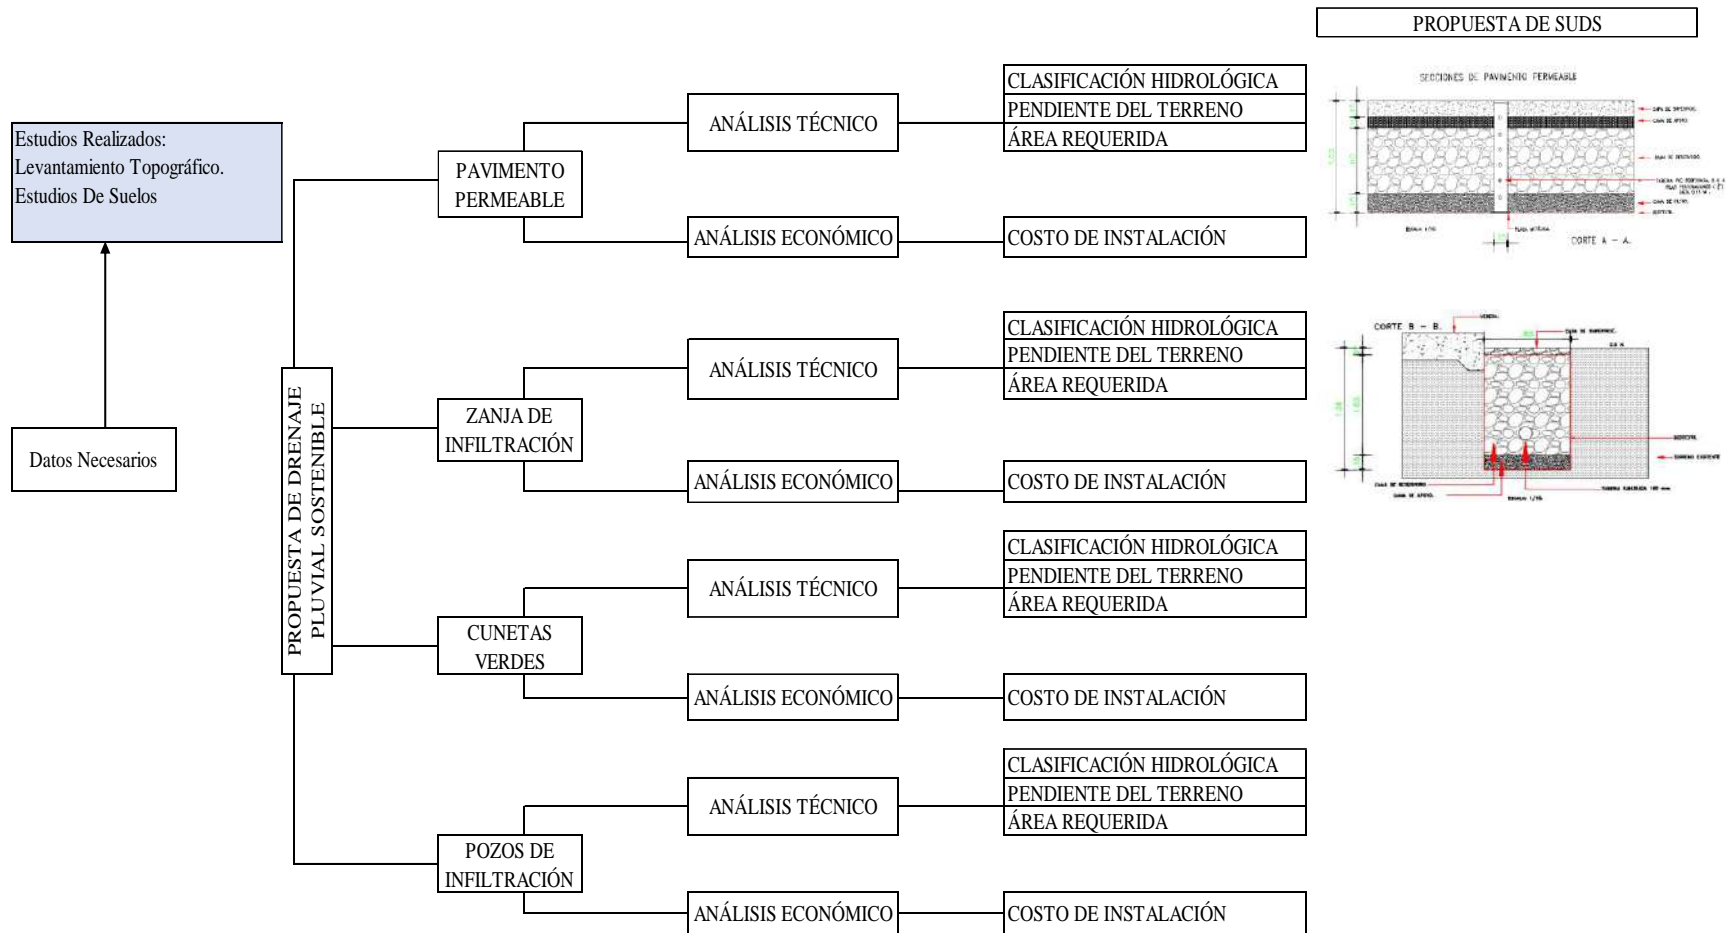 PROPUESTA DE SUDS
Estudios Realizados:
Levantamiento Topográfico.
Estudios De Suelos
Datos Necesarios
PROPUESTA DE DRENAJE
PLUVIAL SOSTENIBLE
PAVIMENTO
PERMEABLE
ANÁLISIS TÉCNICO
CLASIFICACIÓN HIDROLÓGICA
PENDIENTE DEL TERRENO
ÁREA REQUERIDA
ANÁLISIS ECONÓMICO
COSTO DE INSTALACIÓN
ZANJA DE
INFILTRACIÓN
ANÁLISIS TÉCNICO
CLASIFICACIÓN HIDROLÓGICA
PENDIENTE DEL TERRENO
ÁREA REQUERIDA
ANÁLISIS ECONÓMICO
COSTO DE INSTALACIÓN
CUNETAS
VERDES
ANÁLISIS TÉCNICO
CLASIFICACIÓN HIDROLÓGICA
PENDIENTE DEL TERRENO
ÁREA REQUERIDA
ANÁLISIS ECONÓMICO
COSTO DE INSTALACIÓN
POZOS DE
INFILTRACIÓN
ANÁLISIS TÉCNICO
CLASIFICACIÓN HIDROLÓGICA
PENDIENTE DEL TERRENO
ÁREA REQUERIDA
ANÁLISIS ECONÓMICO
COSTO DE INSTALACIÓN
SECCIONES DE PAVIMENTO PERMEABLE
CORTE A - A.
CORTE B - B.
TERRENO EXISTENTE